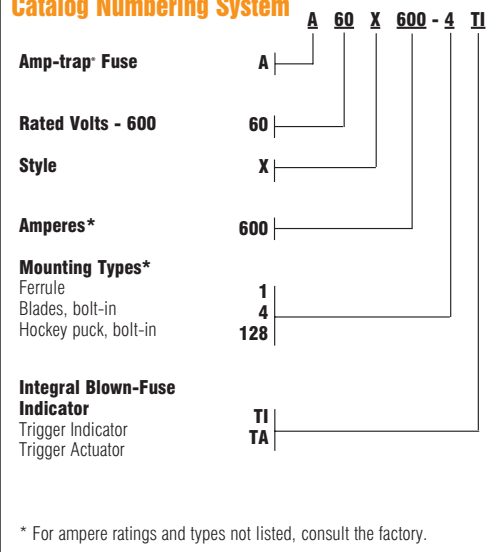 Catalog Numbering System
A 60 X 600 - 4 TI
Amp-trap® Fuse A
Rated Volts - 600 60
Style X
Amperes* 600
Mounting Types*
Ferrule 1
Blades, bolt-in 4
Hockey puck, bolt-in 128
Integral Blown-Fuse
Indicator
Trigger Indicator TI
Trigger Actuator TA
* For ampere ratings and types not listed, consult the factory.